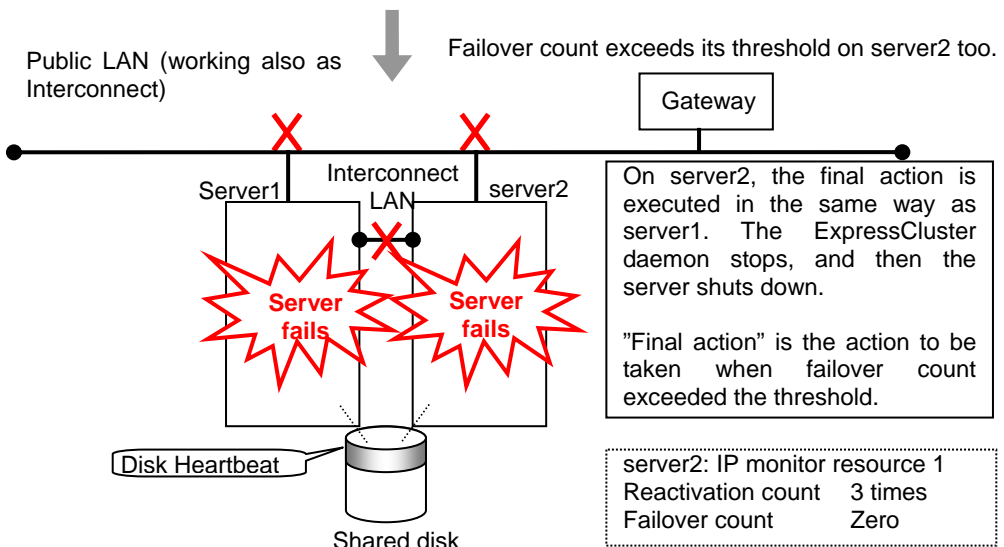 Failover count exceeds its threshold on server2 too.
Public LAN (working also as
Interconnect)
Gateway
Interconnect
LAN
Server1
server2
Server
fails
Server
fails
On server2, the final action is
executed in the same way as
server1. The ExpressCluster
daemon stops, and then the
server shuts down.
”Final action” is the action to be
taken when failover count
exceeded the threshold.
Disk Heartbeat
Shared disk
server2: IP monitor resource 1
Reactivation count 3 times
Failover count Zero